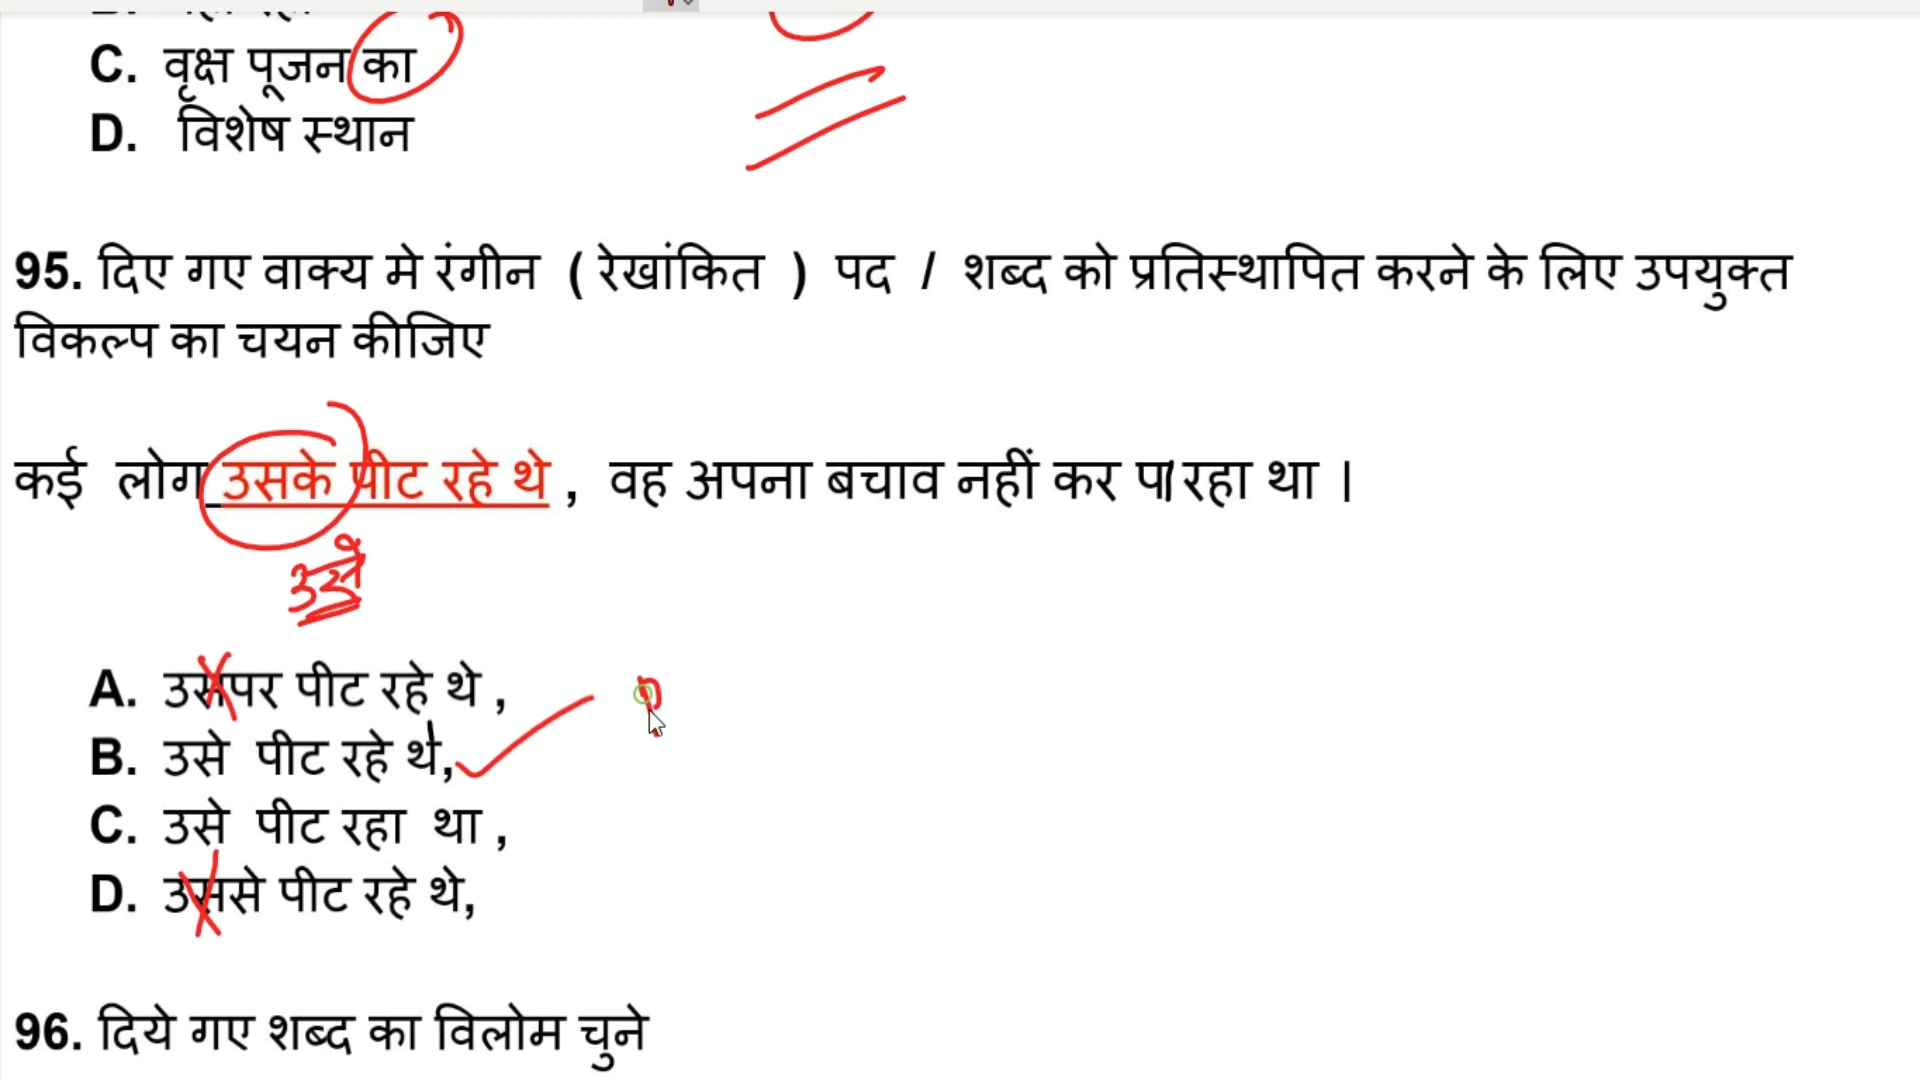 C. वृक्ष पूजन का
D. विशेष स्थान
95. दिए गए वाक्य मे रंगीन ( रेखांकित ) पद / शब्द को प्रतिस्थापित करने के लिए उपयुक्त
विकल्प का चयन कीजिए
कई लोग उसके पीट रहे थे , वह अपना बचाव नहीं कर पा रहा था |
उसे
A. उसपर पीट रहे थे ,
B. उसे पीट रहे थे,
C. उसे पीट रहा था ,
D. उससे पीट रहे थे,
96. दिये गए शब्द का विलोम चुने